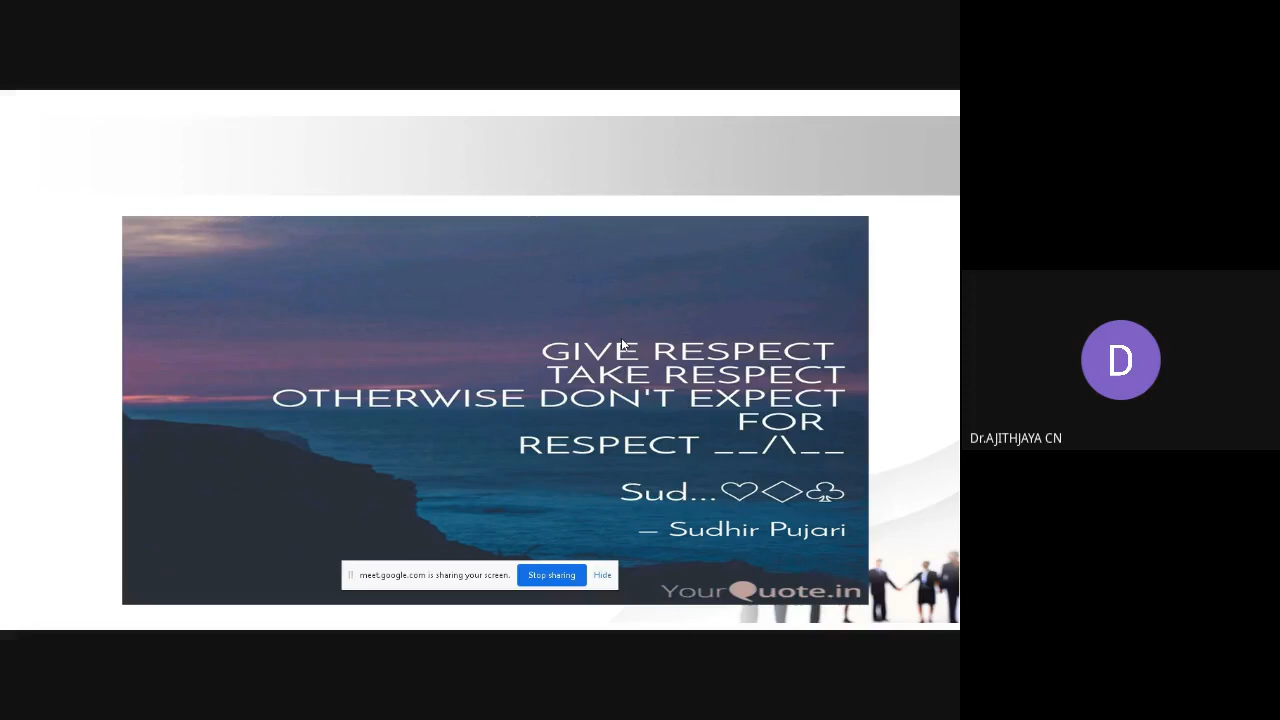 GIVE RESPECT
TAKE RESPECT
OTHERWISE DON'T EXPECT
FOR
RESPECT __/\__
Sud...♡◇♧
— Sudhir Pujari
meet.google.com is sharing your screen. Stop sharing Hide
YourQuote.in
D
Dr.AJITHJAYA CN